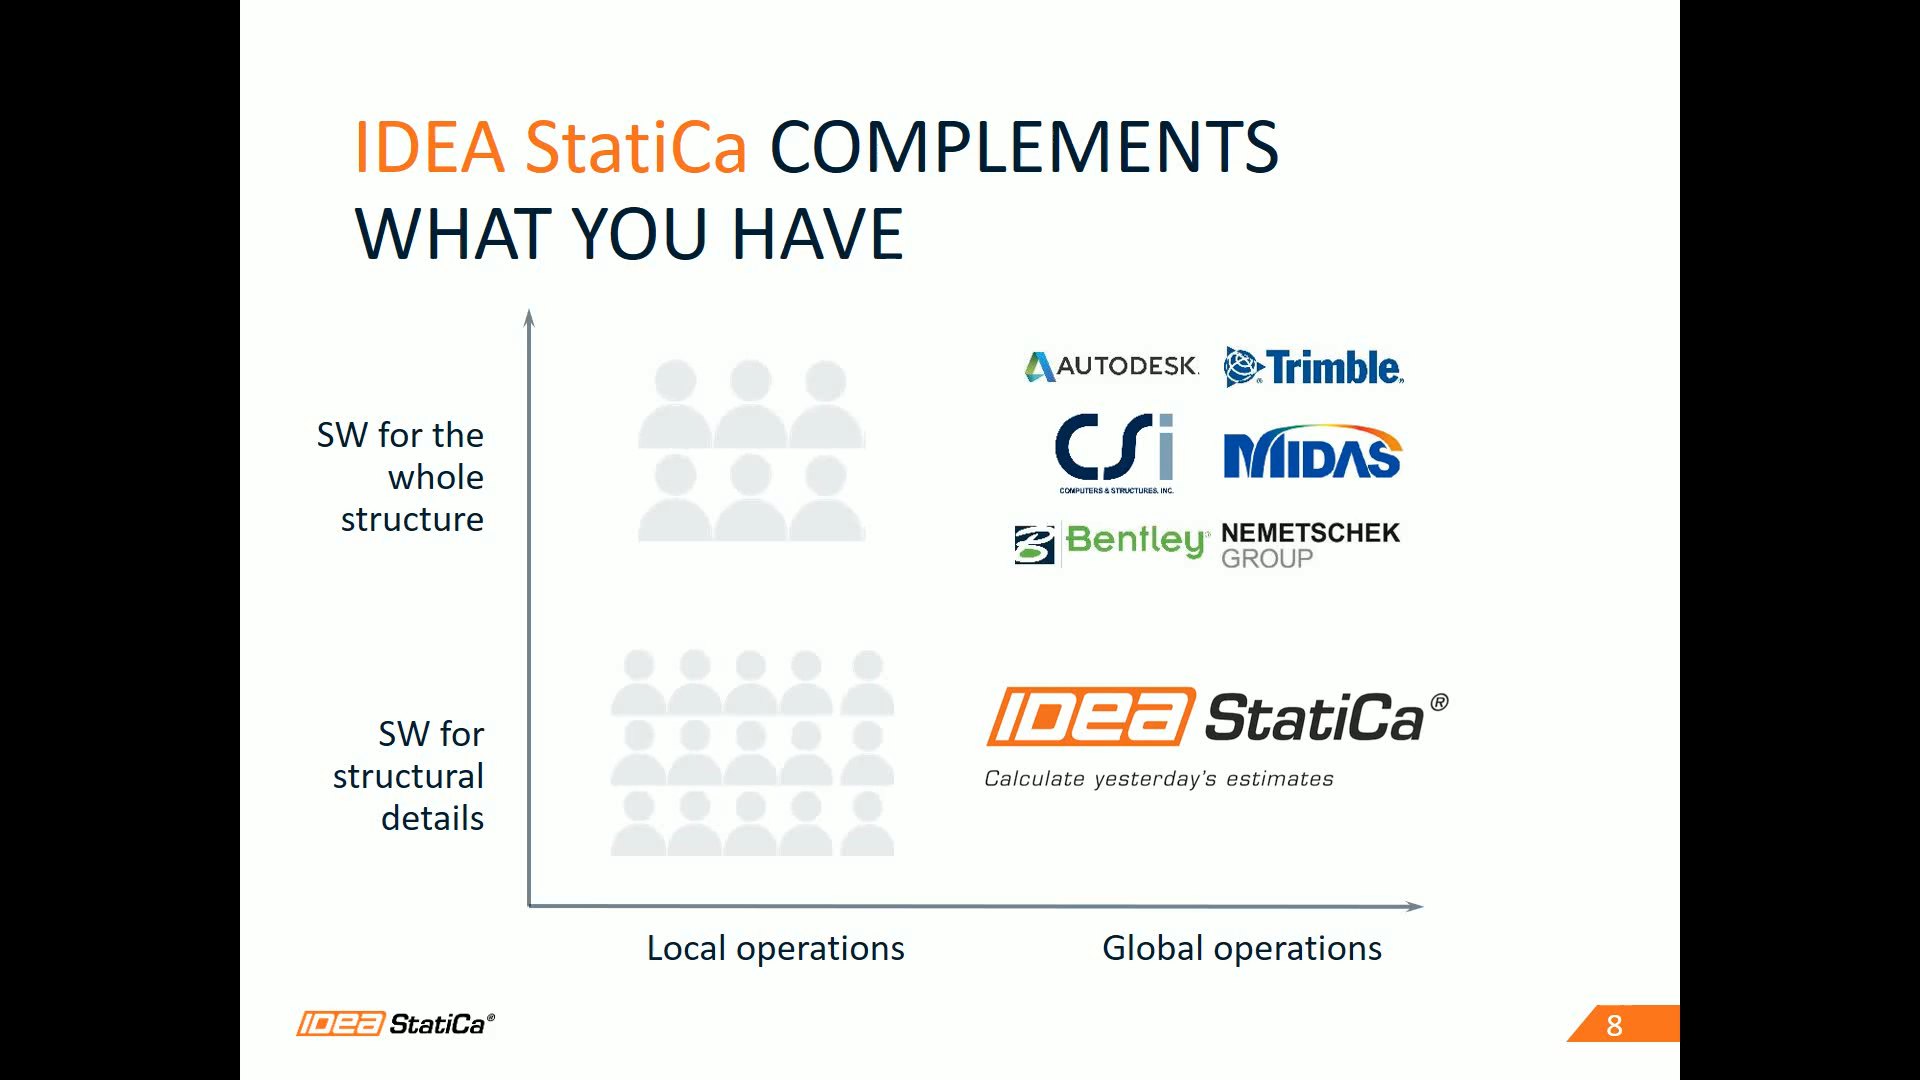 IDEA StatiCa COMPLEMENTS
WHAT YOU HAVE
SW for the
whole
structure
AUTODESK.
Trimble®
CSi
COMPUTERS & STRUCTURES, INC.
MIDAS
Bentley®
NEMETSCHEK
GROUP
SW for
structural
details
IDEA StatiCa®
Calculate yesterday's estimates
Local operations
Global operations
IDEA StatiCa®
8